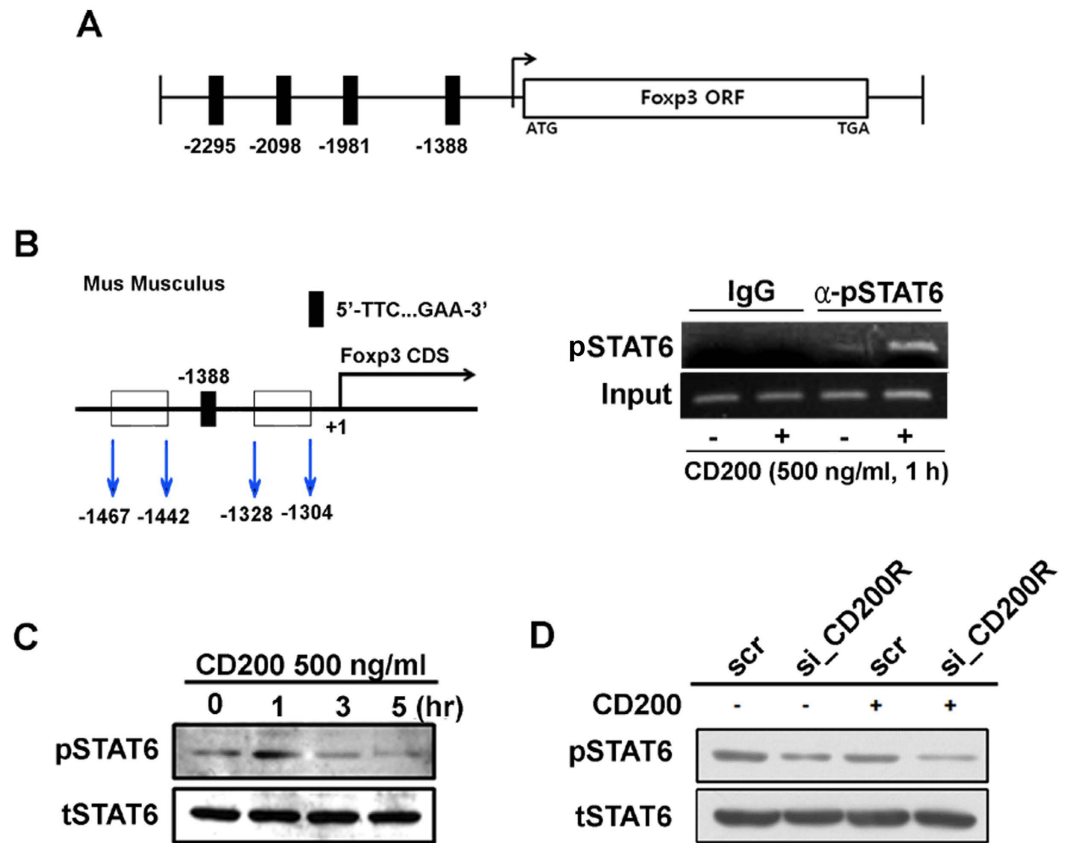 A
Foxp3 ORF
ATG TGA
-2295 -2098 -1981 -1388
B
Mus Musculus
5’-TTC...GAA-3’
Foxp3 CDS
-1388
+1
-1467 -1442 -1328 -1304
IgG α-pSTAT6
pSTAT6
Input
- + - +
CD200 (500 ng/ml, 1 h)
C
CD200 500 ng/ml
0 1 3 5 (hr)
pSTAT6
tSTAT6
D
scr si_CD200R scr si_CD200R
CD200 - - + +
pSTAT6
tSTAT6